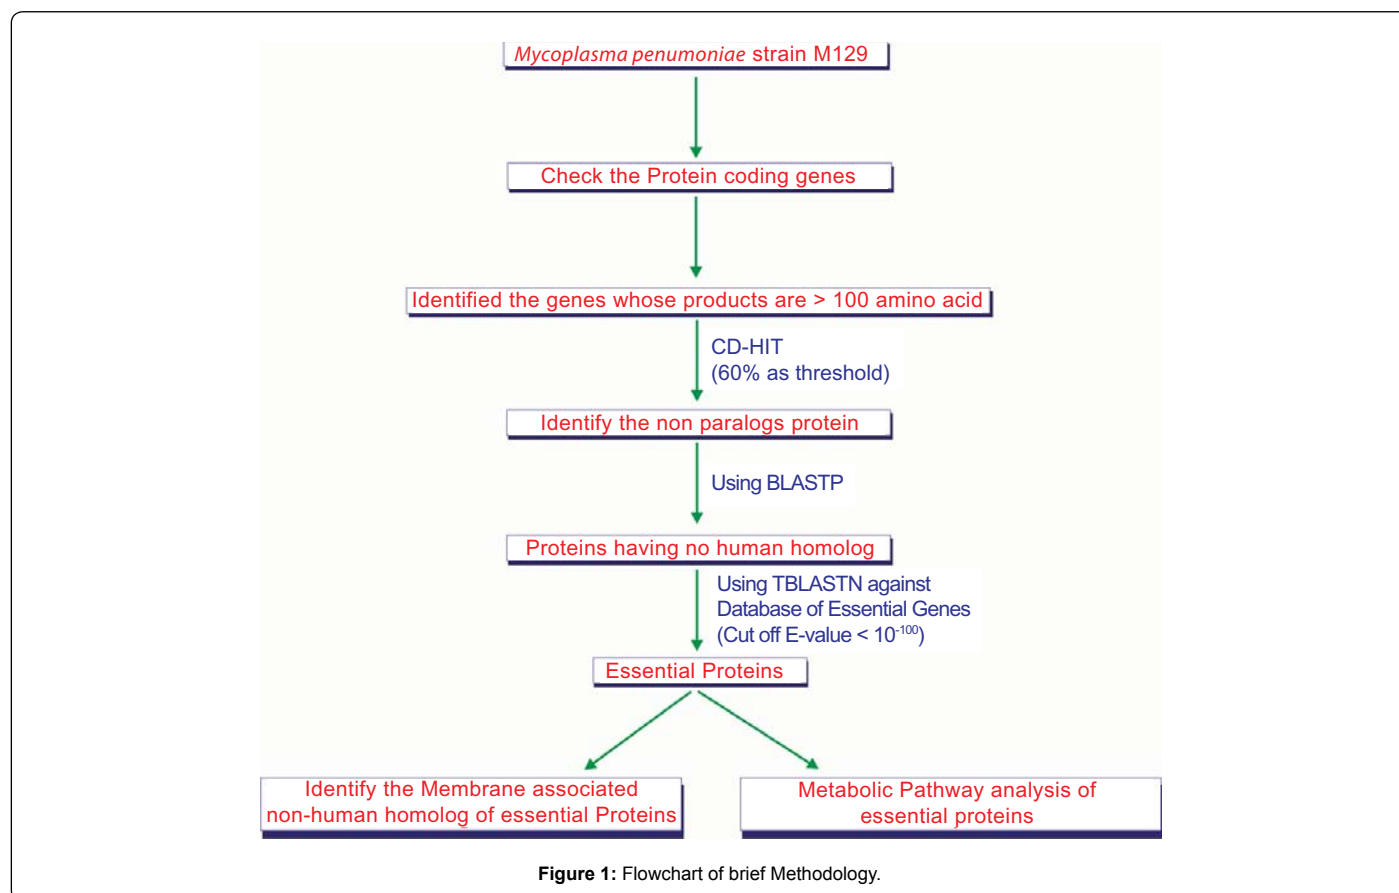 Mycoplasma penumoniae strain M129
Check the Protein coding genes
Identified the genes whose products are > 100 amino acid
CD-HIT
(60% as threshold)
Identify the non paralogs protein
Using BLASTP
Proteins having no human homolog
Using TBLASTN against
Database of Essential Genes
(Cut off E-value < 10⁻¹⁰⁰)
Essential Proteins
Identify the Membrane associated
non-human homolog of essential Proteins
Metabolic Pathway analysis of
essential proteins
Figure 1: Flowchart of brief Methodology.